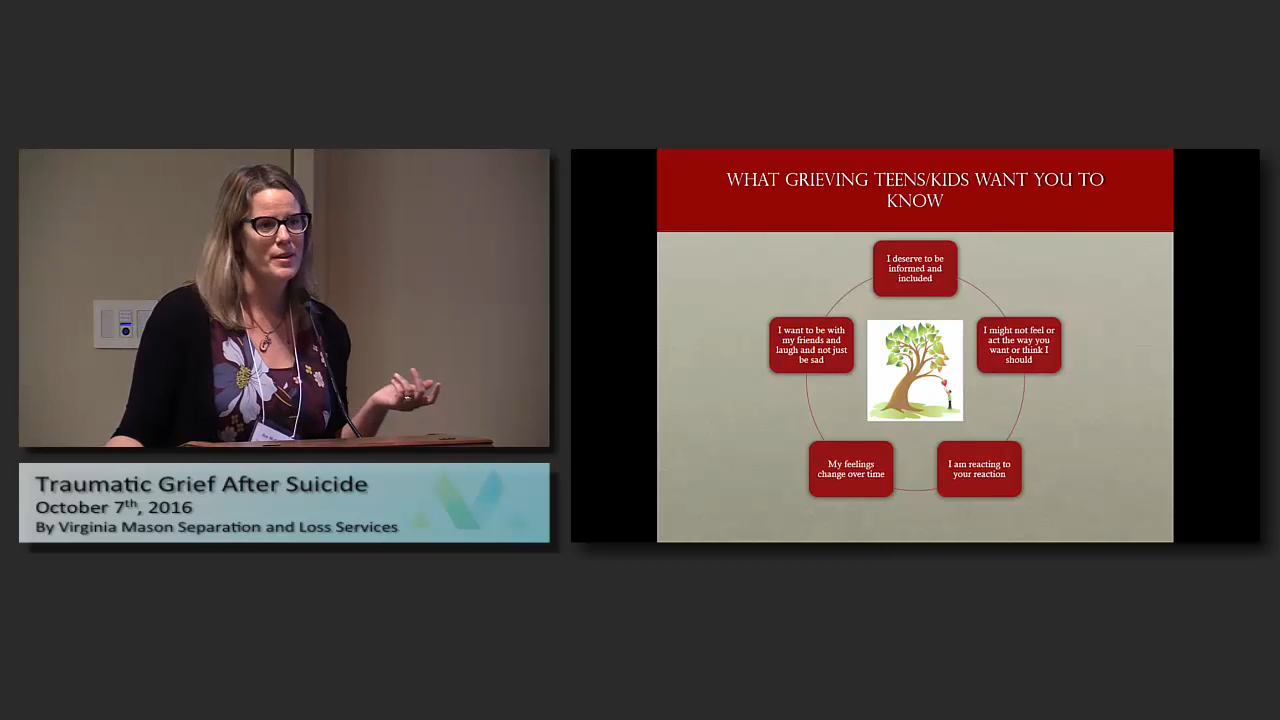 WHAT GRIEVING TEENS/KIDS WANT YOU TO
KNOW
I deserve to be
informed and
included
I want to be with
my friends and
laugh and not just
be sad
I might not feel or
act the way you
want or think I
should
My feelings
change over time
I am reacting to
your reaction
Traumatic Grief After Suicide
October 7th, 2016
By Virginia Mason Separation and Loss Services